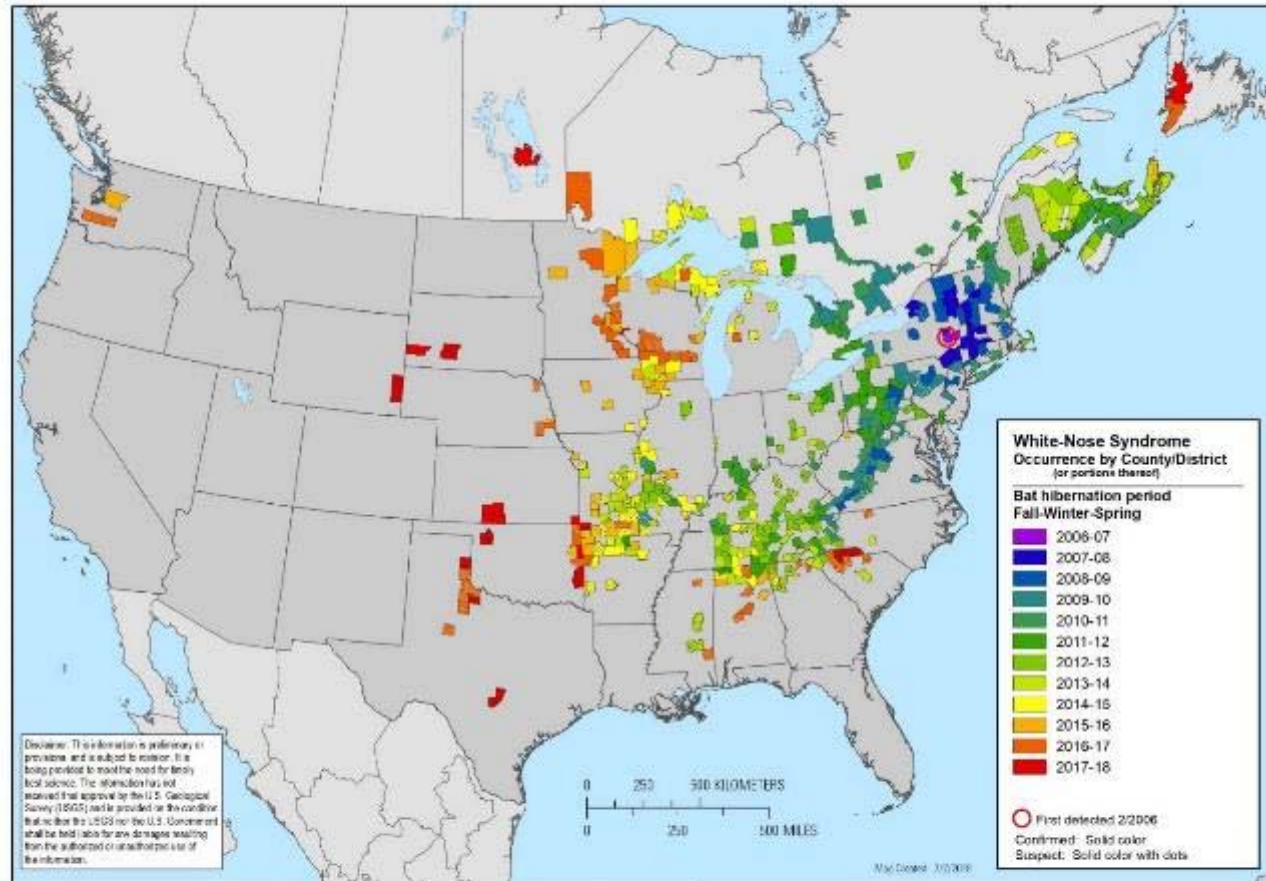 White-Nose Syndrome
Occurrence by County/District
(or portions thereof)
Bat hibernation period
Fall-Winter-Spring
2006-07
2007-08
2008-09
2009-10
2010-11
2011-12
2012-13
2013-14
2014-15
2015-16
2016-17
2017-18
First detected 2/2006
Confirmed: Solid color
Suspect: Solid color with dots
Disclaimer: This information is preliminary or
provisional and is subject to revision. It is
being provided to meet the need for timely
best science. The information has not
received final approval by the U.S. Geological
Survey (USGS) and is provided on the condition
that neither the USGS nor the U.S. Government
shall be held liable for any damages resulting
from the authorized or unauthorized use of
the information.
0 250 500 KILOMETERS
0 250 500 MILES
Map Created